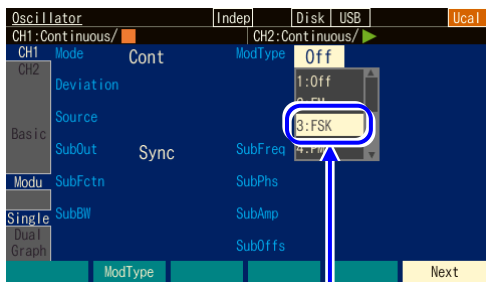 Oscillator Indep Disk USB Ucal
CH1:Continuous/ CH2:Continuous/
CH1 Mode Cont ModType Off
CH2 1:Off
Deviation
Source 3:FSK
Basic
SubOut Sync SubFreq
Modu SubFctn SubPhs
Single SubBW SubAmp
Dual
Graph SubOffs
ModType Next